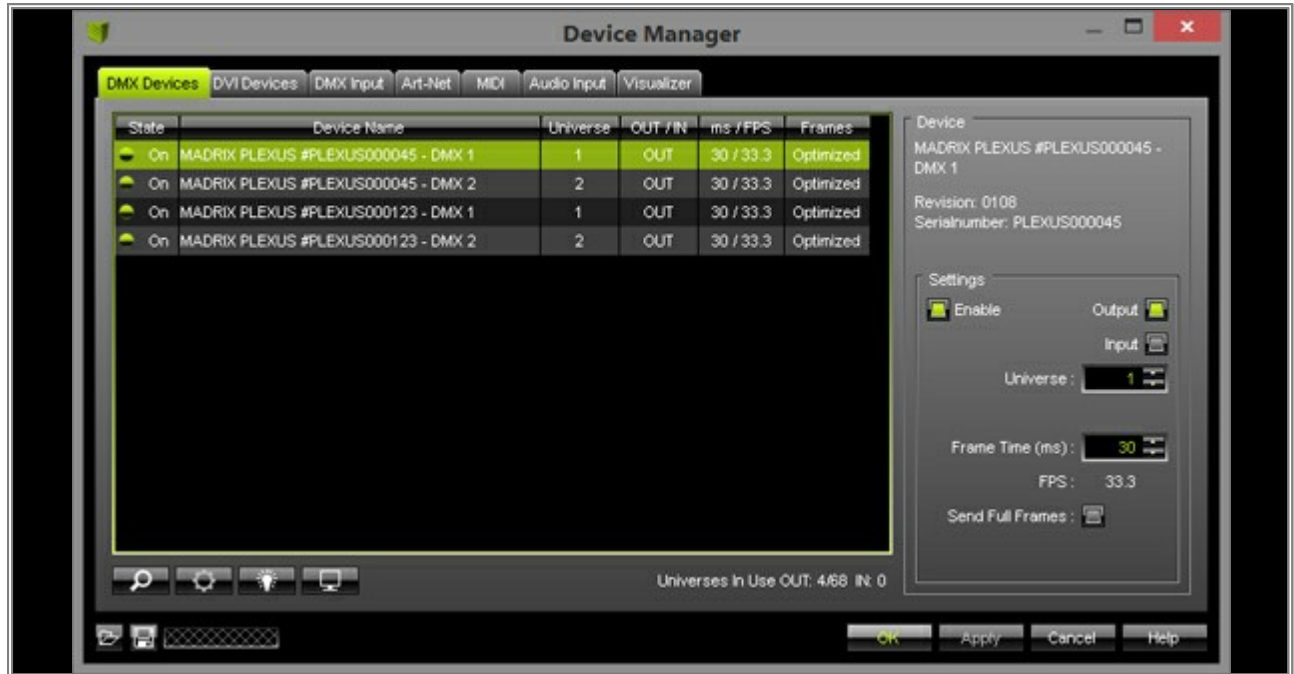 Device Manager
DMX Devices DVI Devices DMX Input Art-Net MIDI Audio Input Visualizer
State Device Name Universe OUT / IN ms / FPS Frames
On MADRIX PLEXUS #PLEXUS000045 - DMX 1 1 OUT 30 / 33.3 Optimized
On MADRIX PLEXUS #PLEXUS000045 - DMX 2 2 OUT 30 / 33.3 Optimized
On MADRIX PLEXUS #PLEXUS000123 - DMX 1 1 OUT 30 / 33.3 Optimized
On MADRIX PLEXUS #PLEXUS000123 - DMX 2 2 OUT 30 / 33.3 Optimized
Universes In Use OUT: 4/68 IN: 0
Device
MADRIX PLEXUS #PLEXUS000045 -
DMX 1
Revision: 0108
Serialnumber: PLEXUS000045
Settings
Enable Output
Input
Universe : 1
Frame Time (ms) : 30
FPS : 33.3
Send Full Frames :
OK Apply Cancel Help